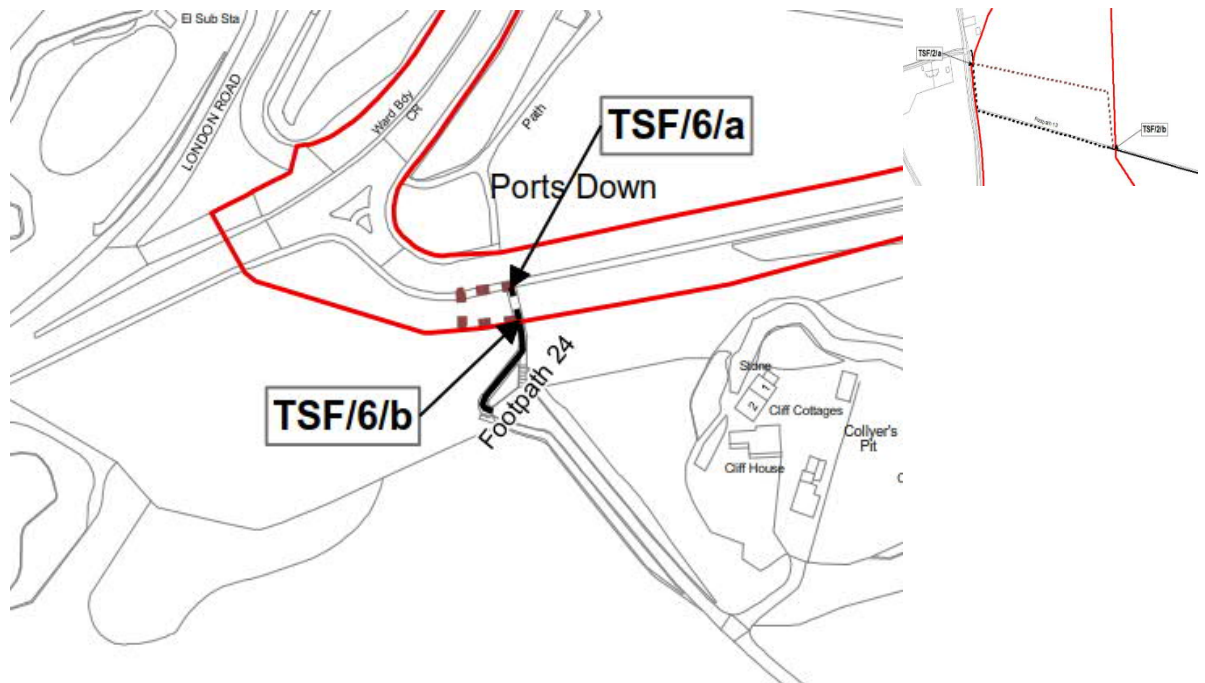 El Sub Sta
LONDON ROAD
Ward Bdy
CR
Path
TSF/6/a
Ports Down
TSF/6/b
Footpath 24
Stone
1
2
Cliff Cottages
Cliff House
Collyer's
Pit
TSF/2/a
TSF/2/b